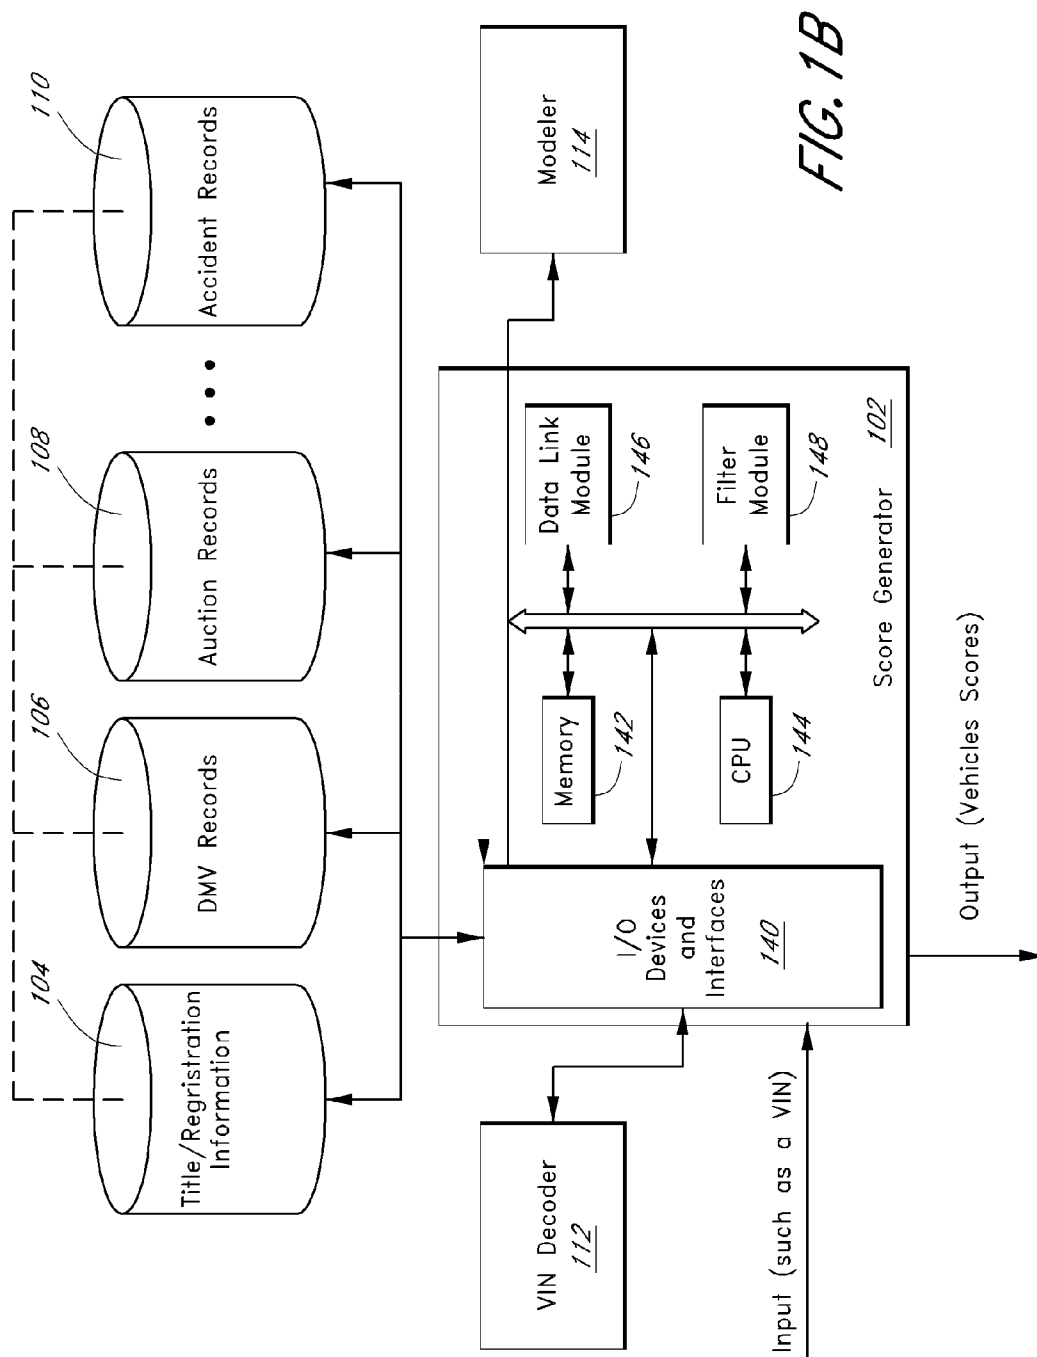 104
106
108
110
Title/Regristration
Information
DMV Records
Auction Records
Accident Records
VIN Decoder
112
I/O
Devices
and
Interfaces
140
Memory
142
CPU
144
Data Link
Module
146
Filter
Module
148
Score Generator
102
Modeler
114
Input (such as a VIN)
Output (Vehicles Scores)
FIG. 1B